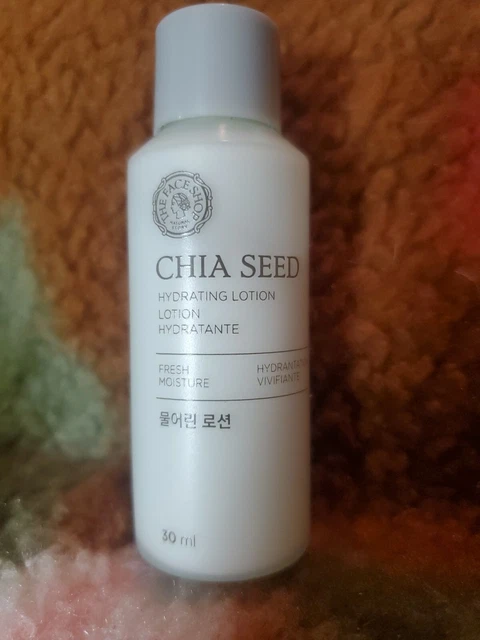 THE FACE SHOP
CHIA SEED
HYDRATING LOTION
LOTION
HYDRATANTE
FRESH
MOISTURE
VIVIFIANTE
물어린 로션
30 ml